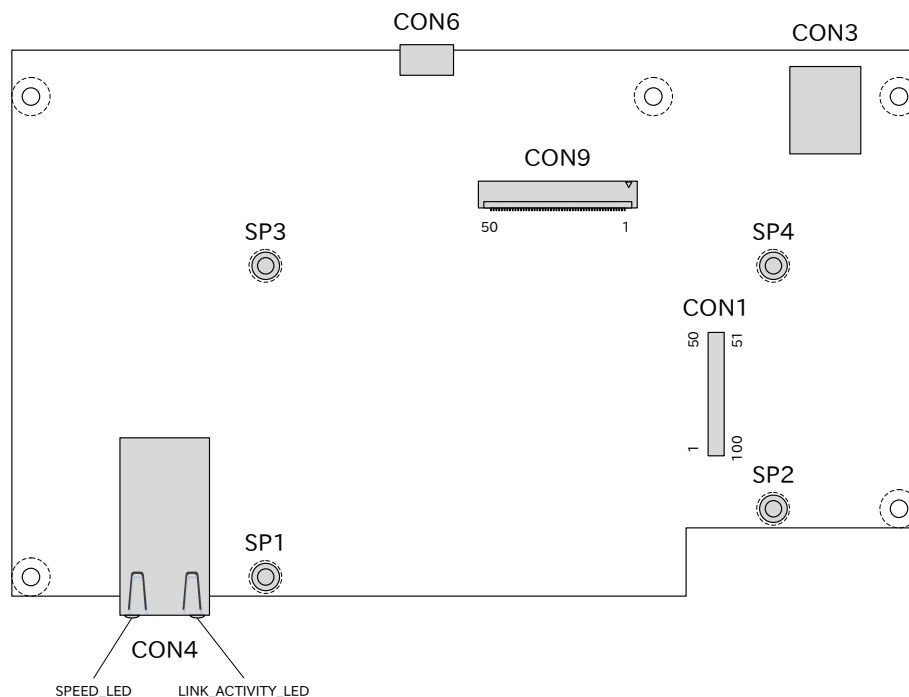 CON6
CON3
CON9
50 1
SP3
SP4
CON1
50
51
1
100
SP2
SP1
CON4
SPEED_LED
LINK_ACTIVITY_LED